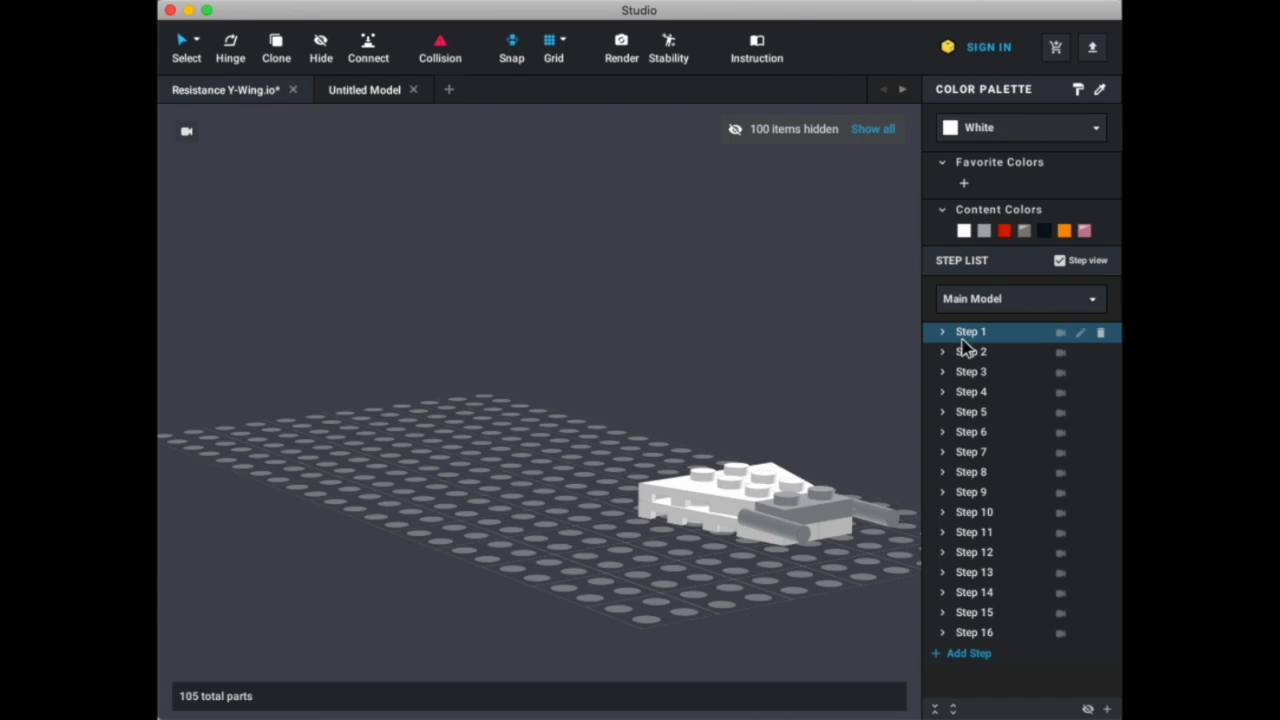 Studio
Select Hinge Clone Hide Connect Collision Snap Grid Render Stability Instruction
SIGN IN
Resistance Y-Wing.io* Untitled Model
COLOR PALETTE
100 items hidden Show all
White
Favorite Colors
Content Colors
STEP LIST Step view
Main Model
Step 1
Step 2
Step 3
Step 4
Step 5
Step 6
Step 7
Step 8
Step 9
Step 10
Step 11
Step 12
Step 13
Step 14
Step 15
Step 16
Add Step
105 total parts